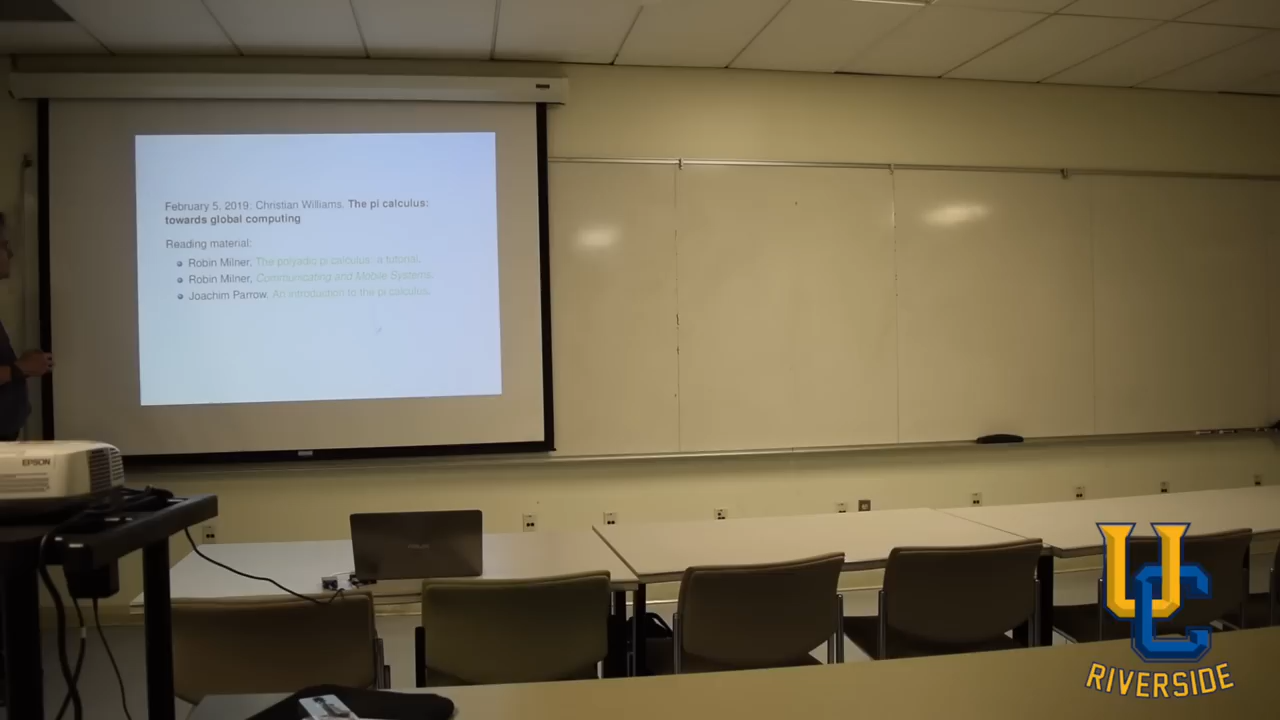 February 5, 2019. Christian Williams. The pi calculus:
towards global computing
Reading material:
Robin Milner, The polyadic pi calculus: a tutorial.
Robin Milner, Communicating and Mobile Systems.
Joachim Parrow, An introduction to the pi calculus.
EPSON
ASUS
UC
RIVERSIDE